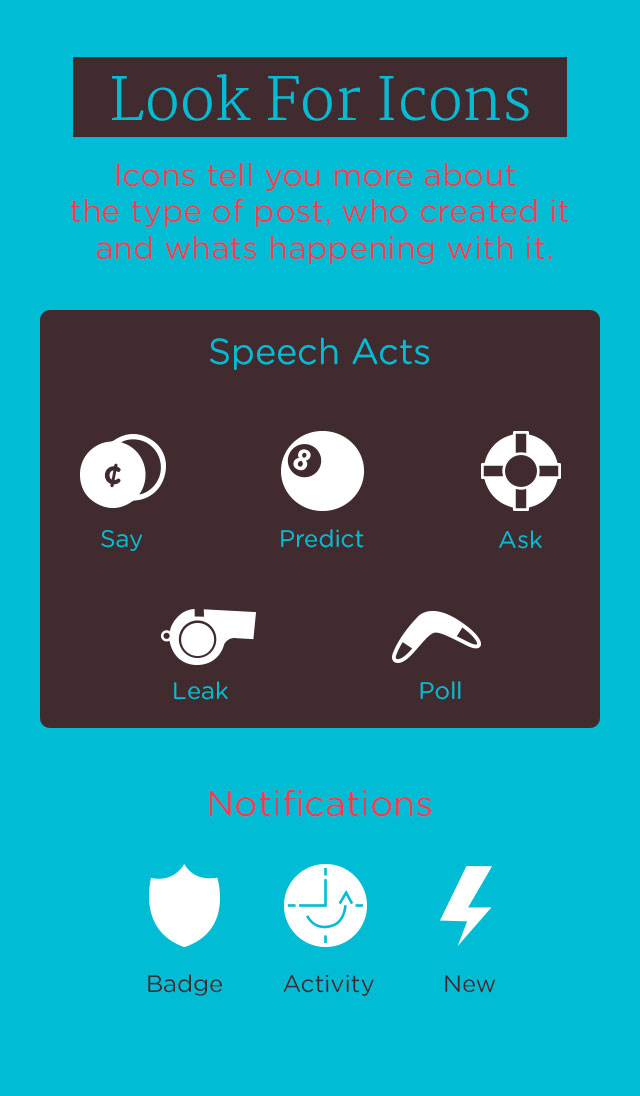 Look For Icons
Icons tell you more about
the type of post, who created it
and whats happening with it.
Speech Acts
¢
8
Say
Predict
Ask
Leak
Poll
Notifications
Badge
Activity
New